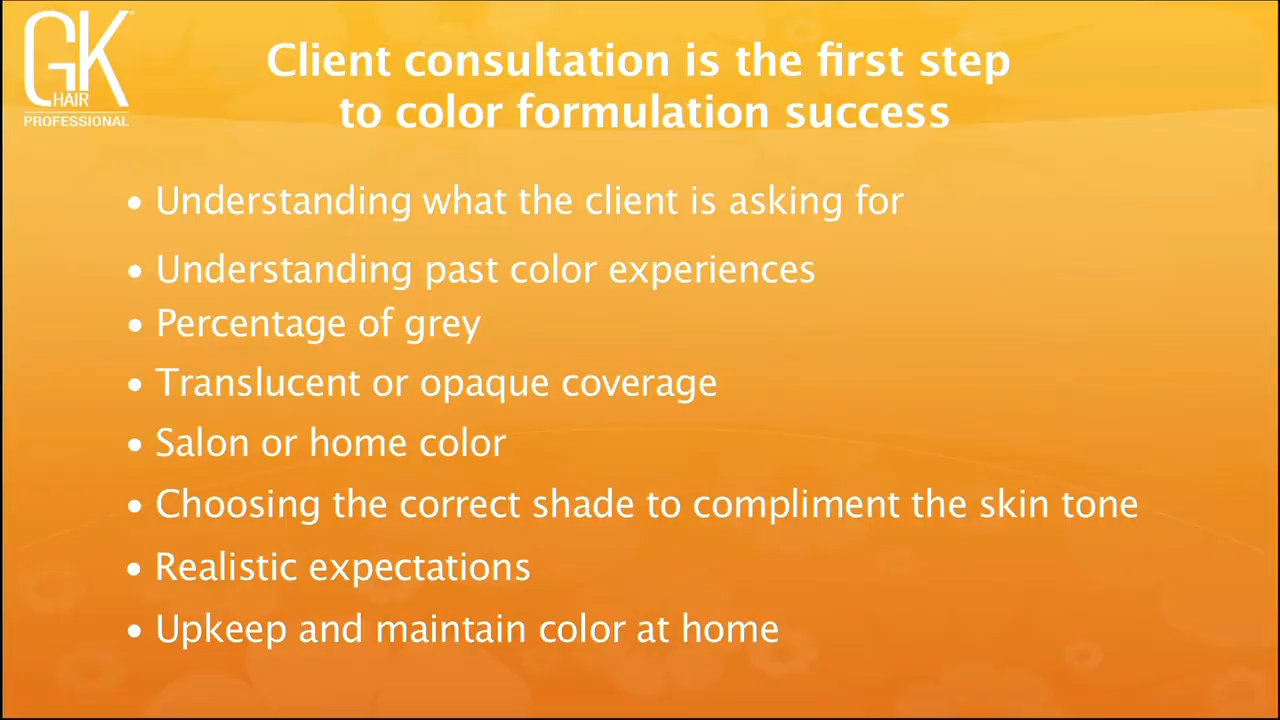 GK
HAIR
PROFESSIONAL
Client consultation is the first step
to color formulation success
• Understanding what the client is asking for
• Understanding past color experiences
• Percentage of grey
• Translucent or opaque coverage
• Salon or home color
• Choosing the correct shade to compliment the skin tone
• Realistic expectations
• Upkeep and maintain color at home